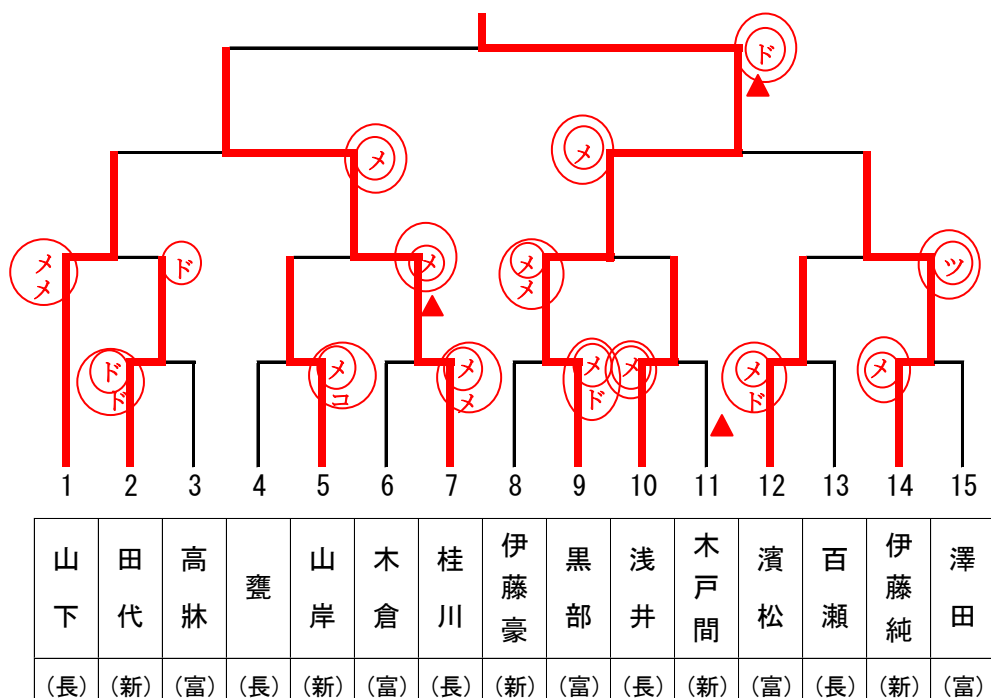 ド
メ
メ
メ
メ
ド
メ
メ
メ
ツ
ド
ド
メ
コ
メ
メ
メ
ド
メ
メ
ド
メ
1 2 3 4 5 6 7 8 9 10 11 12 13 14 15
山下 田代 高牀 甕 山岸 木倉 桂川 伊藤豪 黒部 浅井 木戸間 濱松 百瀬 伊藤純 澤田
(長) (新) (富) (長) (新) (富) (長) (新) (富) (長) (新) (富) (長) (新) (富)